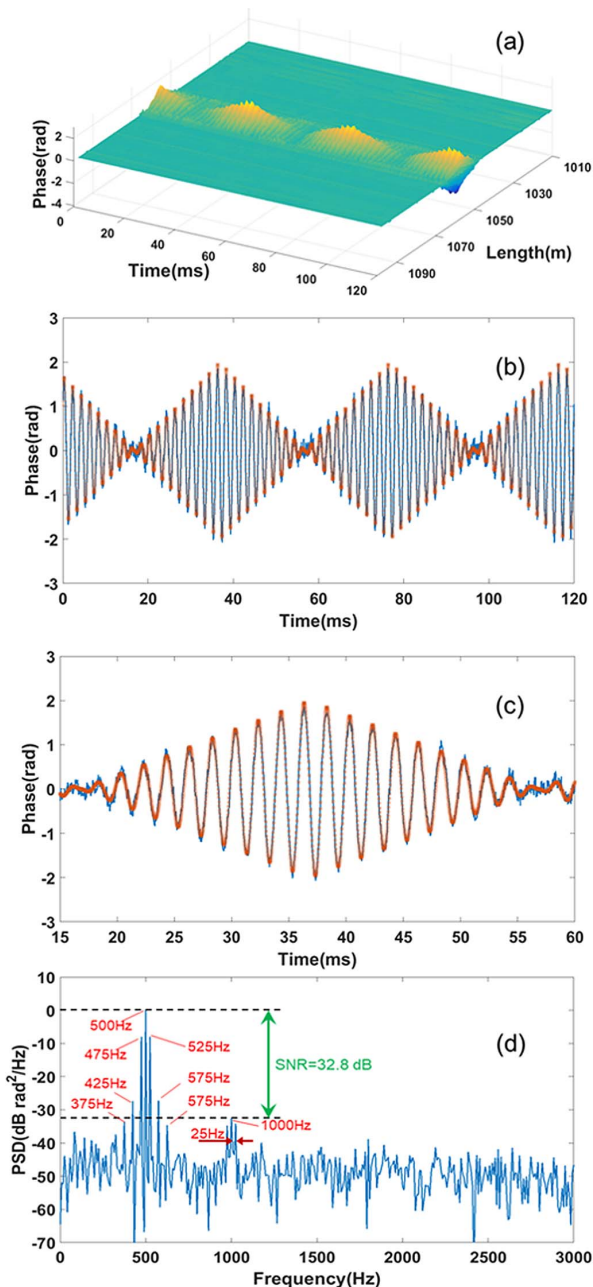 (a)
Phase(rad)
2
0
-2
-4
0
20
40
60
80
100
120
Time(ms)
1010
1030
1050
1070
1090
Length(m)
(b)
Phase(rad)
3
2
1
0
-1
-2
-3
0 20 40 60 80 100 120
Time(ms)
(c)
Phase(rad)
3
2
1
0
-1
-2
-3
15 20 25 30 35 40 45 50 55 60
Time(ms)
(d)
PSD(dB rad²/Hz)
10
0
-10
-20
-30
-40
-50
-60
-70
500Hz
475Hz 525Hz
SNR=32.8 dB
425Hz 575Hz
375Hz 575Hz
25Hz 1000Hz
0 500 1000 1500 2000 2500 3000
Frequency(Hz)